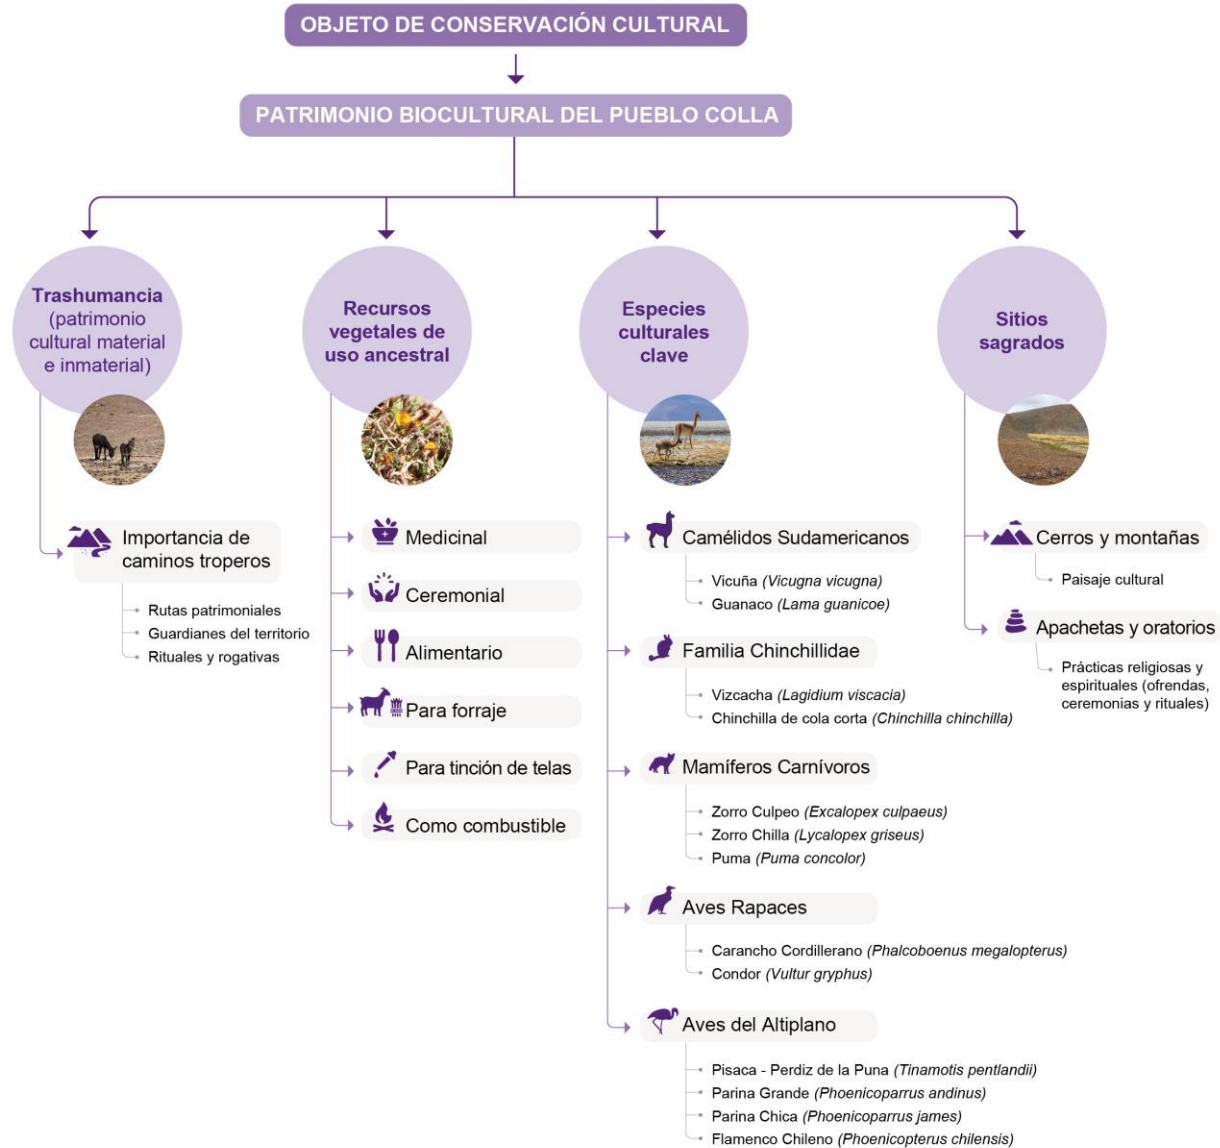 OBJETO DE CONSERVACIÓN CULTURAL
PATRIMONIO BIOCULTURAL DEL PUEBLO COLLA
Trashumancia
(patrimonio
cultural material
e inmaterial)
Importancia de
caminos troperos
Rutas patrimoniales
Guardianes del territorio
Rituales y rogativas
Recursos
vegetales de
uso ancestral
Medicinal
Ceremonial
Alimentario
Para forraje
Para tinción de telas
Como combustible
Especies
culturales
clave
Camélidos Sudamericanos
Vicuña (Vicugna vicugna)
Guanaco (Lama guanicoe)
Familia Chinchillidae
Vizcacha (Lagidium viscacia)
Chinchilla de cola corta (Chinchilla chinchilla)
Mamíferos Carnívoros
Zorro Culpeo (Excalopex culpaeus)
Zorro Chilla (Lycalopex griseus)
Puma (Puma concolor)
Aves Rapaces
Carancho Cordillerano (Phalcoboenus megalopterus)
Condor (Vultur gryphus)
Aves del Altiplano
Pisaca - Perdiz de la Puna (Tinamotis pentlandii)
Parina Grande (Phoenicoparrus andinus)
Parina Chica (Phoenicoparrus james)
Flamenco Chileno (Phoenicopterus chilensis)
Sitios
sagrados
Cerros y montañas
Paisaje cultural
Apachetas y oratorios
Prácticas religiosas y
espirituales (ofrendas,
ceremonias y rituales)